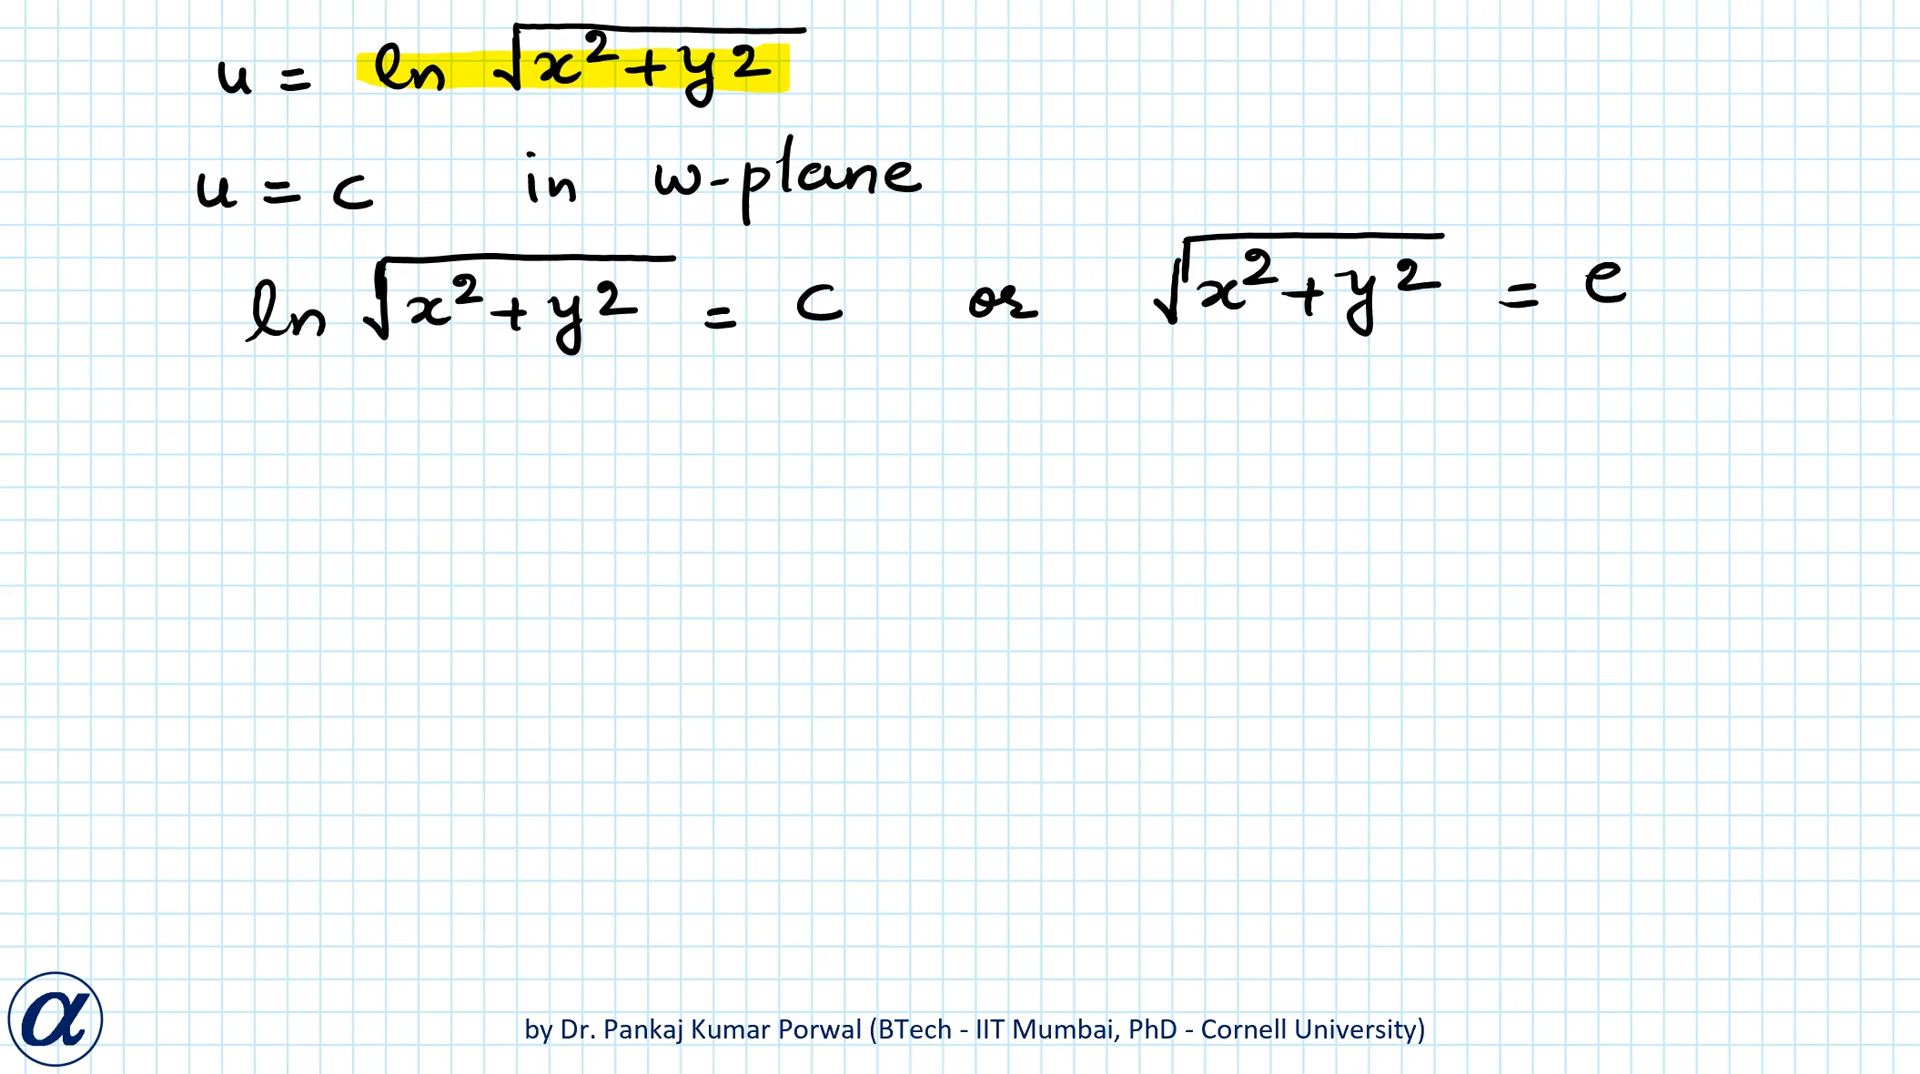 u = ln √(x² + y²)
u = c in w-plane
ln √(x² + y²) = c or √(x² + y²) = e
α
by Dr. Pankaj Kumar Porwal (BTech - IIT Mumbai, PhD - Cornell University)